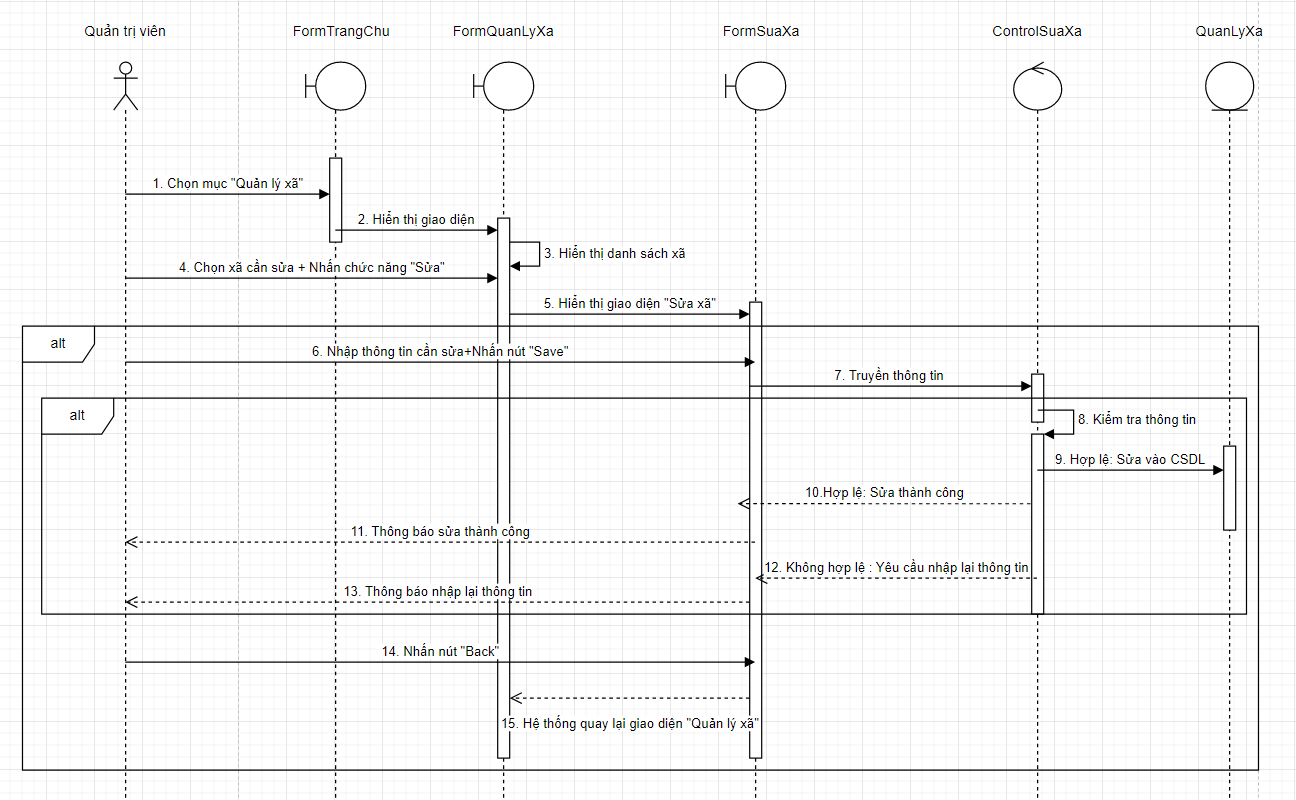 Quản trị viên
FormTrangChu
FormQuanLyXa
FormSuaXa
ControlSuaXa
QuanLyXa
1. Chọn mục "Quản lý xã"
2. Hiển thị giao diện
3. Hiển thị danh sách xã
4. Chọn xã cần sửa + Nhấn chức năng "Sửa"
5. Hiển thị giao diện "Sửa xã"
alt
6. Nhập thông tin cần sửa+Nhấn nút "Save"
7. Truyền thông tin
alt
8. Kiểm tra thông tin
9. Hợp lệ: Sửa vào CSDL
10.Hợp lệ: Sửa thành công
11. Thông báo sửa thành công
12. Không hợp lệ : Yêu cầu nhập lại thông tin
13. Thông báo nhập lại thông tin
14. Nhấn nút "Back"
15. Hệ thống quay lại giao diện "Quản lý xã"